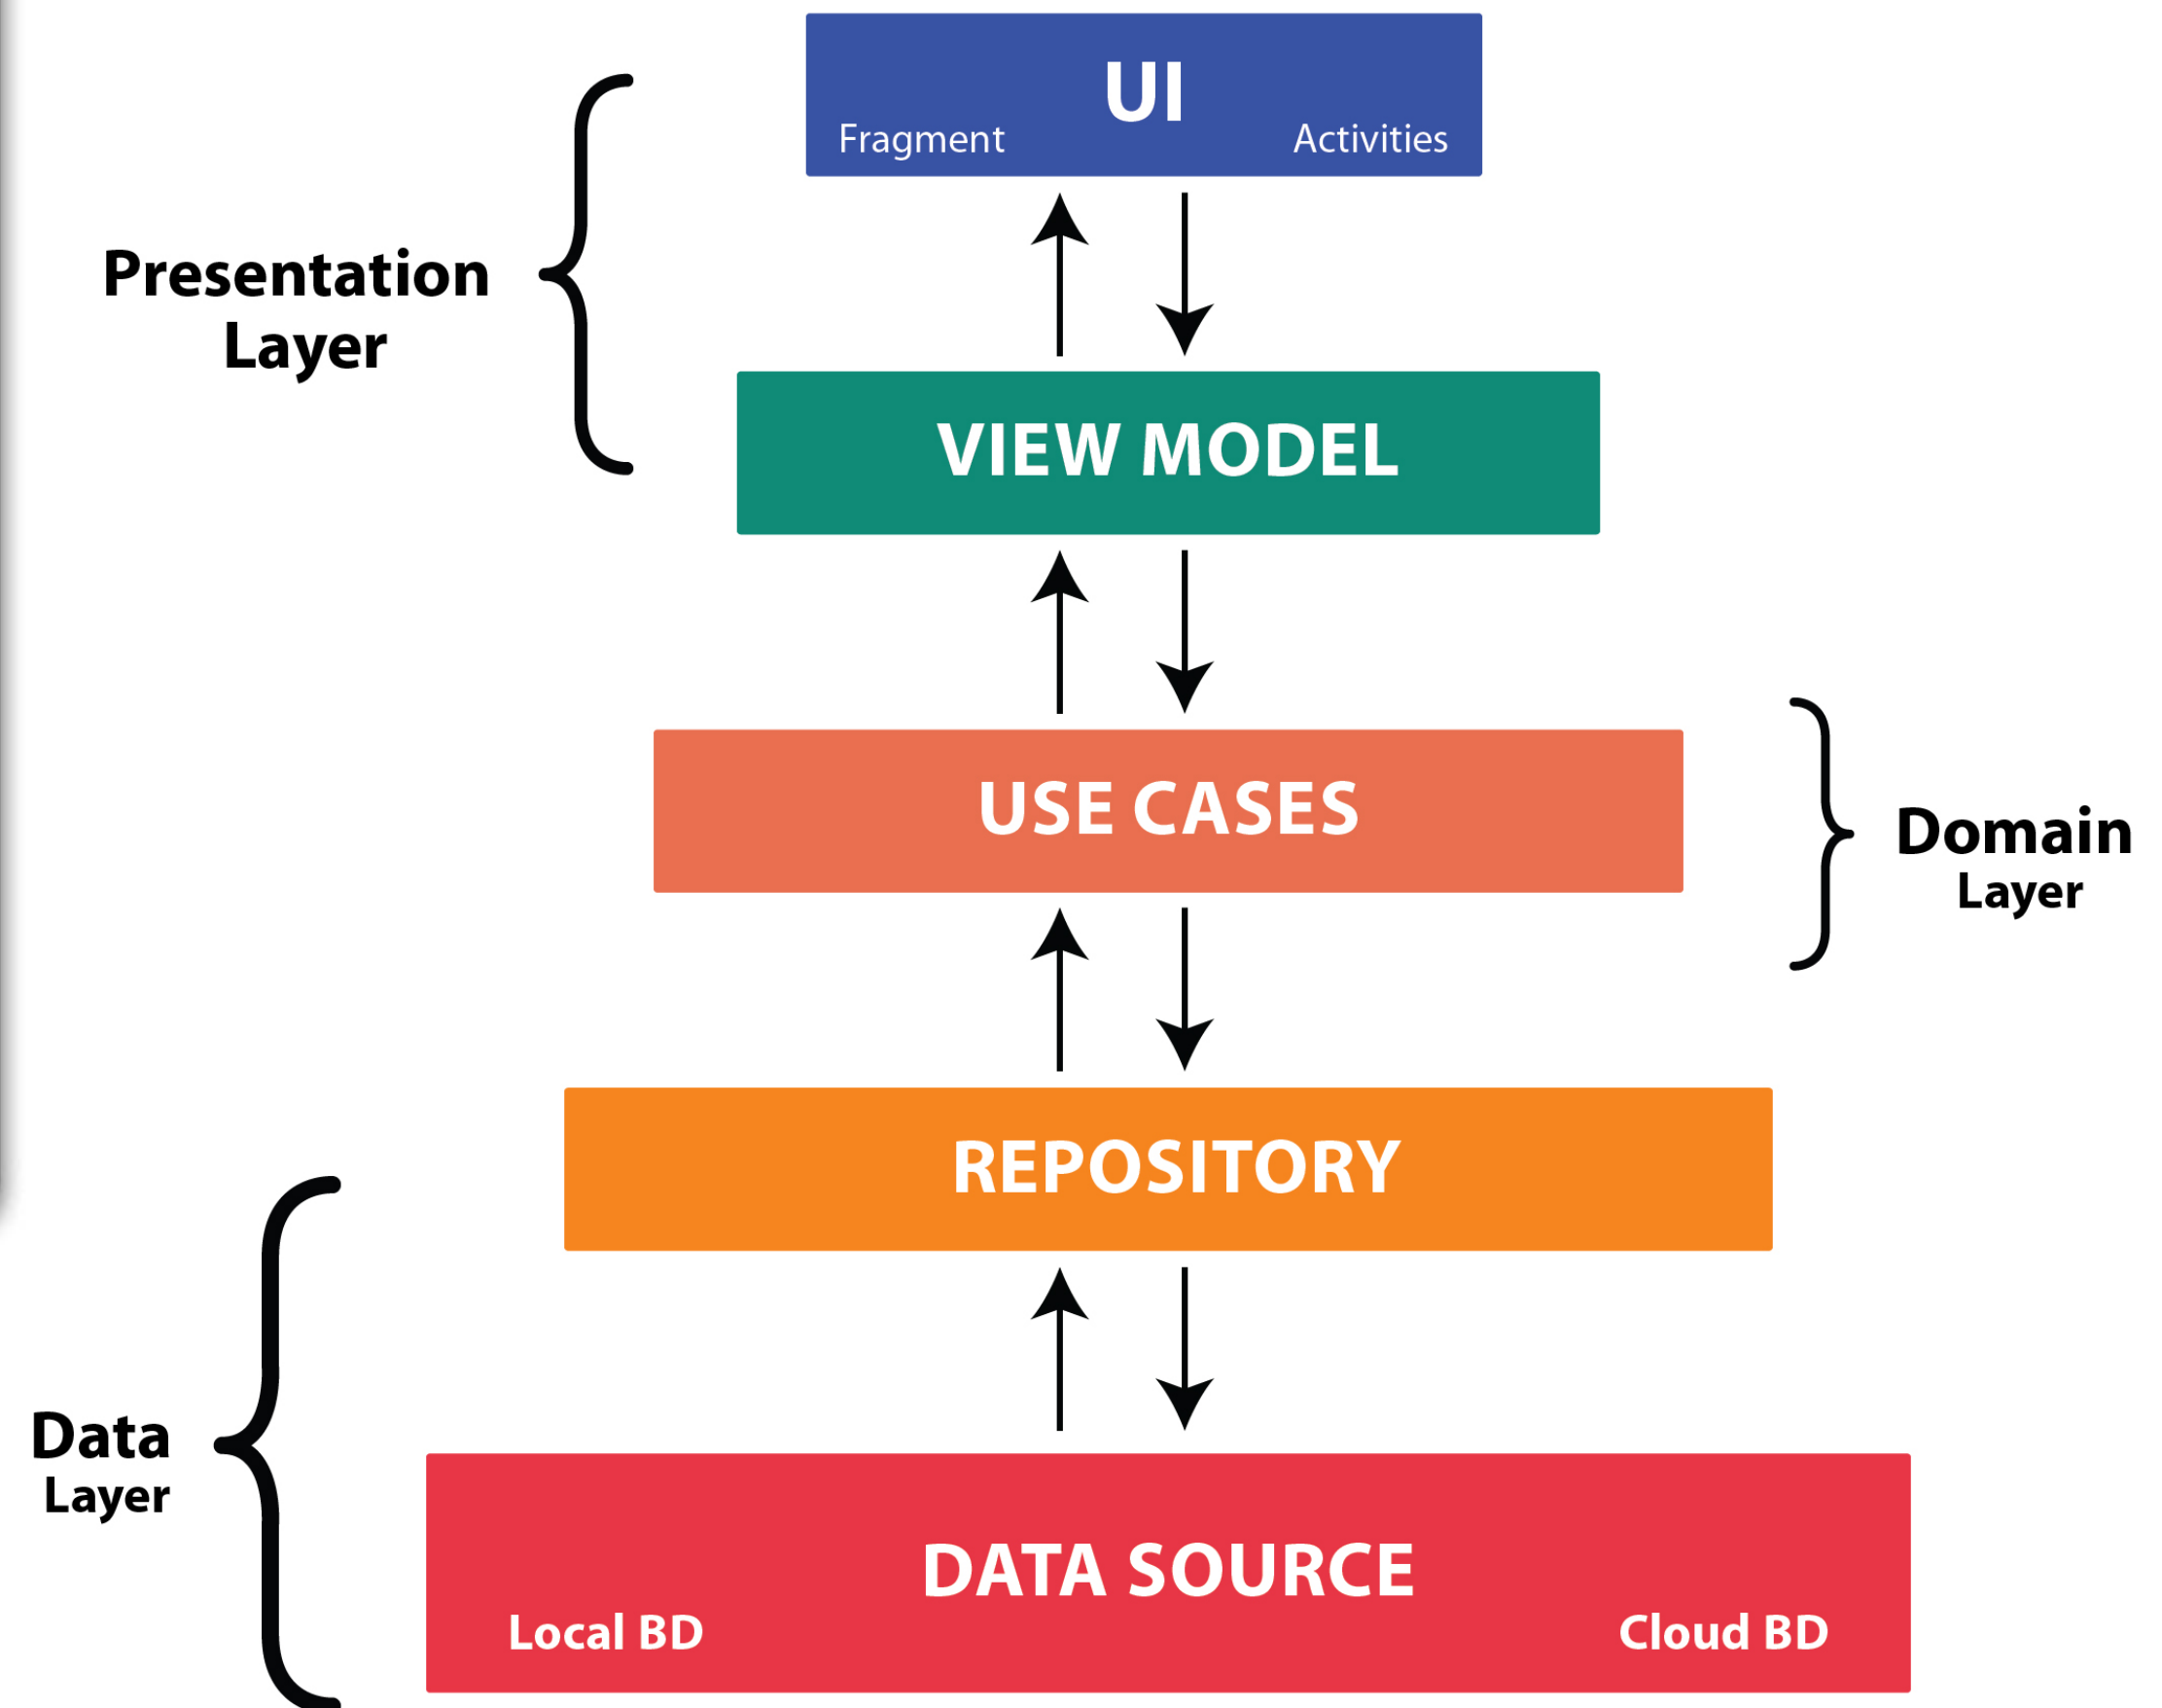 UI
Fragment Activities
Presentation
Layer
VIEW MODEL
USE CASES
Domain
Layer
REPOSITORY
Data
Layer
DATA SOURCE
Local BD Cloud BD